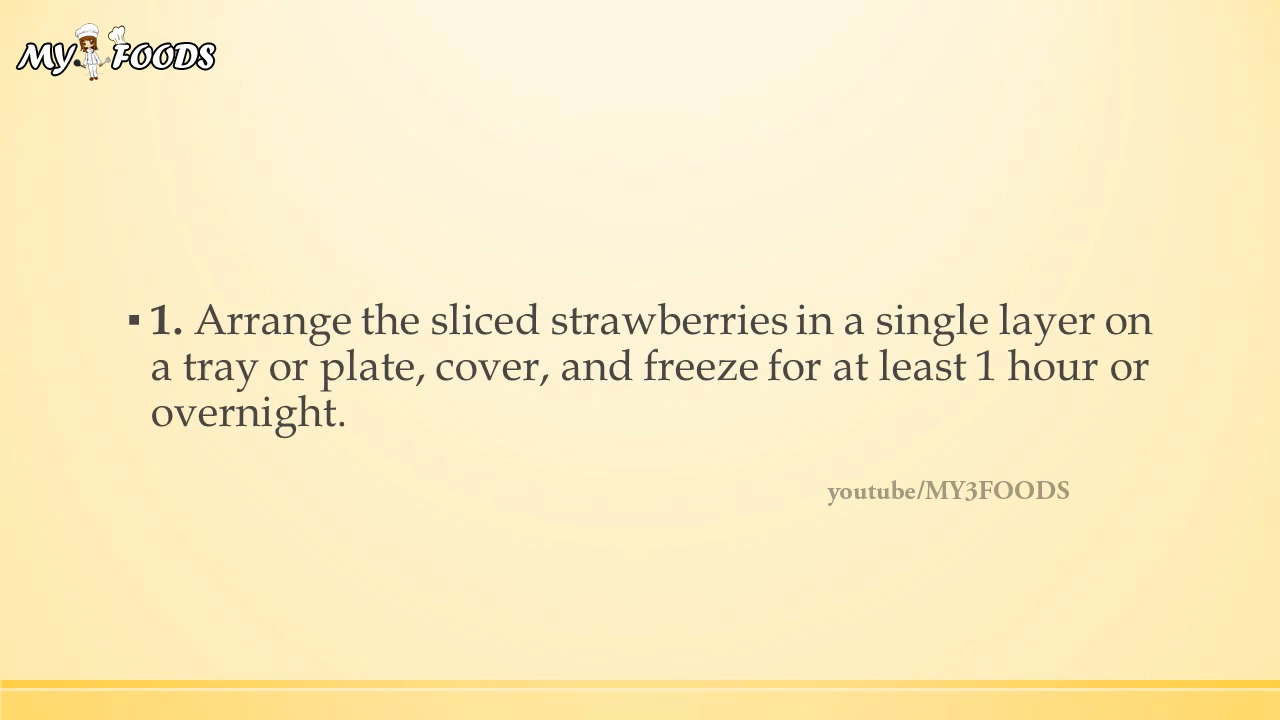 MY FOODS
▪ 1. Arrange the sliced strawberries in a single layer on
a tray or plate, cover, and freeze for at least 1 hour or
overnight.
youtube/MY3FOODS